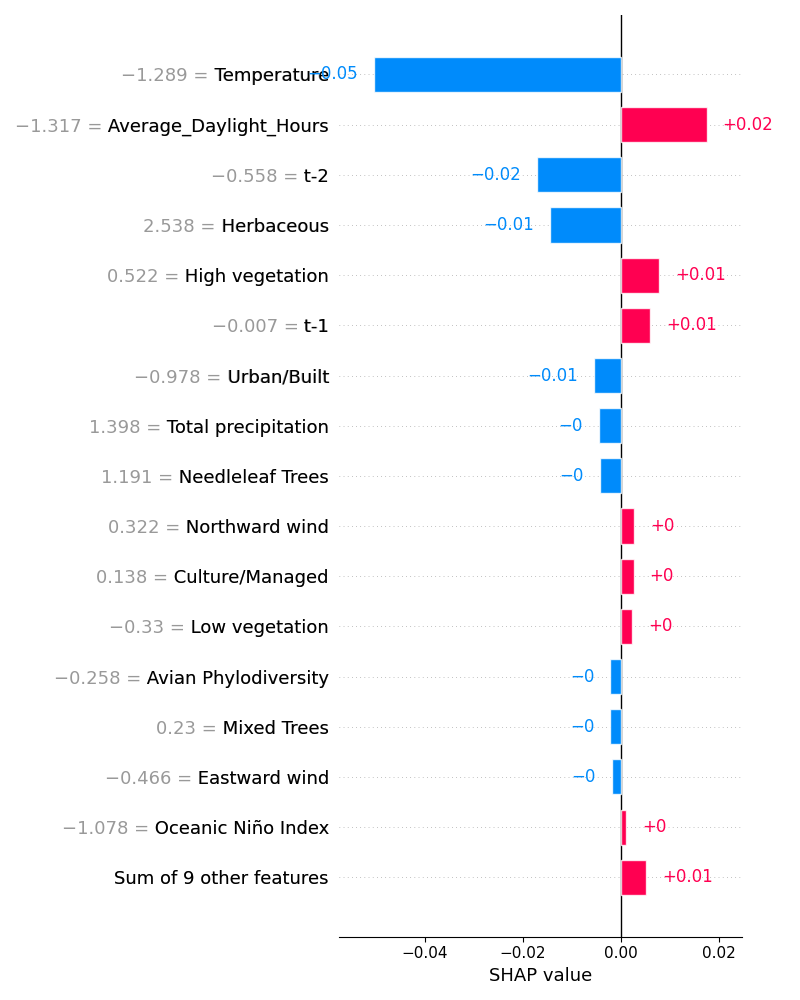 −1.289 = Temperature −0.05
−1.317 = Average_Daylight_Hours +0.02
−0.558 = t-2 −0.02
2.538 = Herbaceous −0.01
0.522 = High vegetation +0.01
−0.007 = t-1 +0.01
−0.978 = Urban/Built −0.01
1.398 = Total precipitation −0
1.191 = Needleleaf Trees −0
0.322 = Northward wind +0
0.138 = Culture/Managed +0
−0.33 = Low vegetation +0
−0.258 = Avian Phylodiversity −0
0.23 = Mixed Trees −0
−0.466 = Eastward wind −0
−1.078 = Oceanic Niño Index +0
Sum of 9 other features +0.01
−0.04 −0.02 0.00 0.02
SHAP value